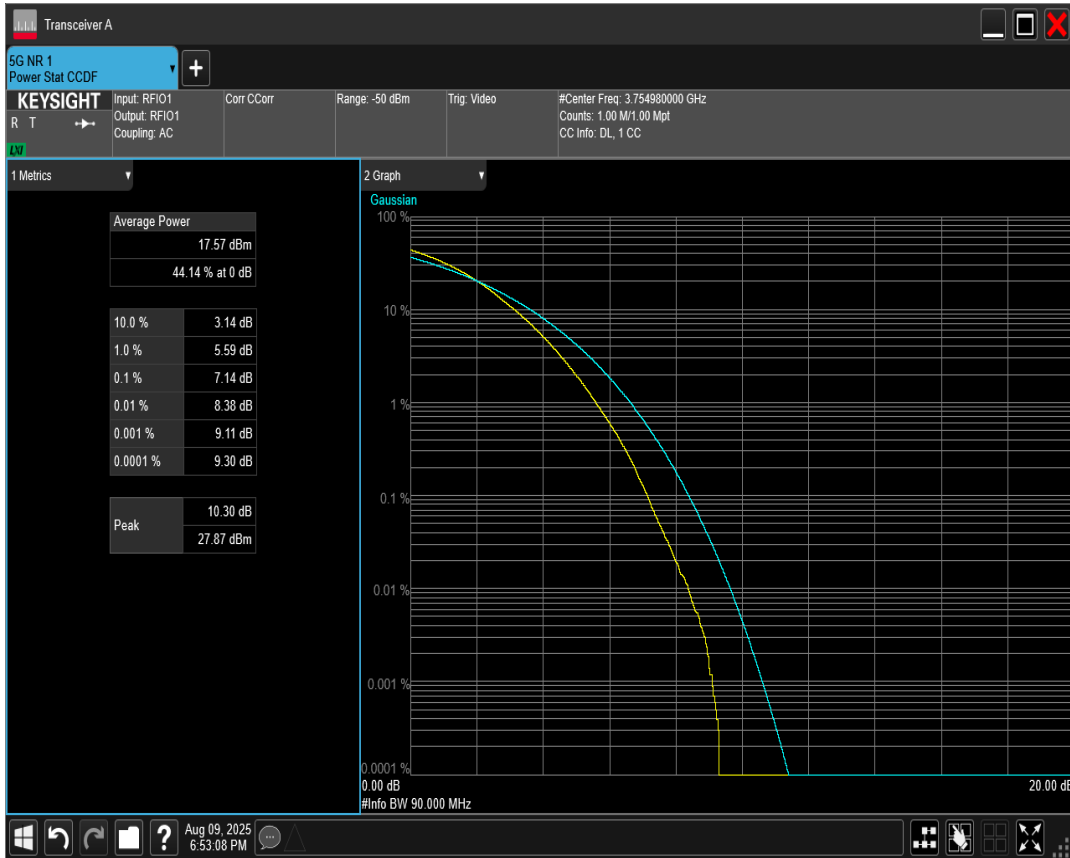 Transceiver A
5G NR 1
Power Stat CCDF
KEYSIGHT
R T
LXI
Input: RFIO1
Output: RFIO1
Coupling: AC
Corr CCorr
Range: -50 dBm
Trig: Video
#Center Freq: 3.754980000 GHz
Counts: 1.00 M/1.00 Mpt
CC Info: DL, 1 CC
1 Metrics
Average Power
17.57 dBm
44.14 % at 0 dB
10.0 % 3.14 dB
1.0 % 5.59 dB
0.1 % 7.14 dB
0.01 % 8.38 dB
0.001 % 9.11 dB
0.0001 % 9.30 dB
Peak
10.30 dB
27.87 dBm
2 Graph
Gaussian
100 %
10 %
1 %
0.1 %
0.01 %
0.001 %
0.0001 %
0.00 dB 20.00 dB
#Info BW 90.000 MHz
? Aug 09, 2025
6:53:08 PM